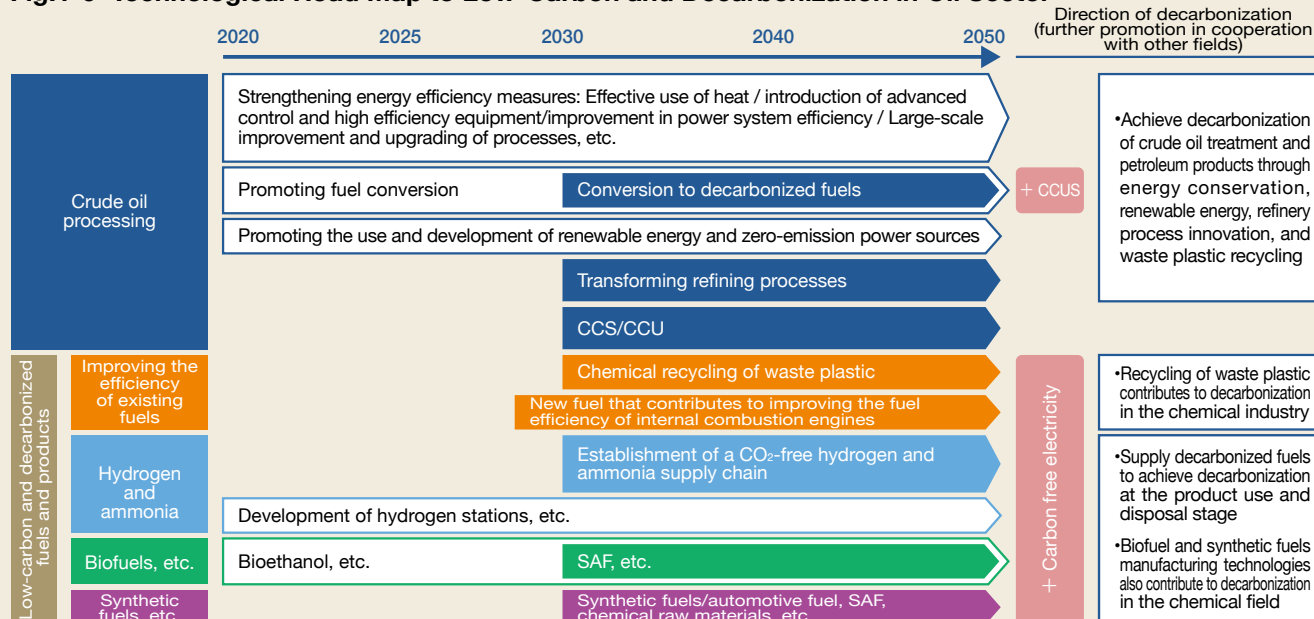 2020 2025 2030 2040 2050
Direction of decarbonization
(further promotion in cooperation
with other fields)
Crude oil
processing
Strengthening energy efficiency measures: Effective use of heat / introduction of advanced
control and high efficiency equipment/improvement in power system efficiency / Large-scale
improvement and upgrading of processes, etc.
Promoting fuel conversion
Conversion to decarbonized fuels
Promoting the use and development of renewable energy and zero-emission power sources
Transforming refining processes
CCS/CCU
+ CCUS
•Achieve decarbonization
of crude oil treatment and
petroleum products through
energy conservation,
renewable energy, refinery
process innovation, and
waste plastic recycling
Low-carbon and decarbonized
fuels and products
Improving the
efficiency
of existing
fuels
Chemical recycling of waste plastic
New fuel that contributes to improving the fuel
efficiency of internal combustion engines
Hydrogen
and
ammonia
Establishment of a CO₂-free hydrogen and
ammonia supply chain
Development of hydrogen stations, etc.
Biofuels, etc.
Bioethanol, etc.
SAF, etc.
Synthetic
fuels, etc.
Synthetic fuels/automotive fuel, SAF,
chemical raw materials, etc.
+ Carbon free electricity
•Recycling of waste plastic
contributes to decarbonization
in the chemical industry
•Supply decarbonized fuels
to achieve decarbonization
at the product use and
disposal stage
•Biofuel and synthetic fuels
manufacturing technologies
also contribute to decarbonization
in the chemical field